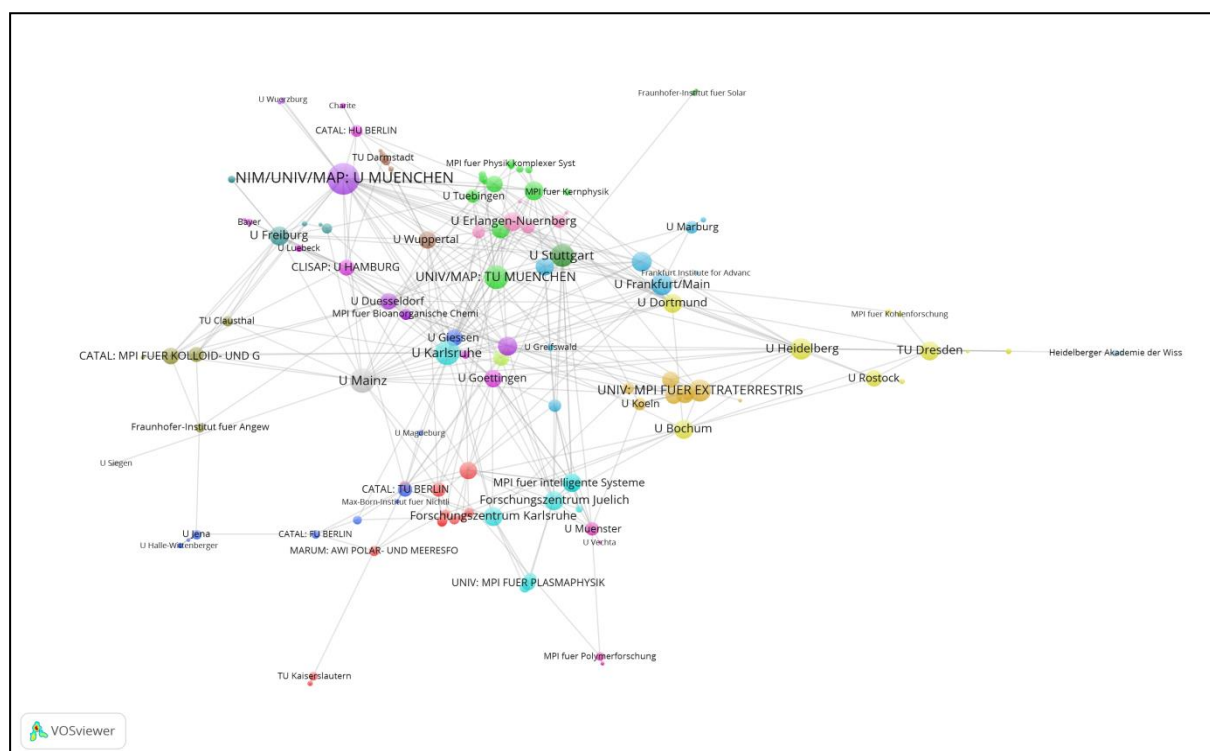 Fraunhofer-Institut fuer Solar
U Wuerzburg
Charite
CATAL: HU BERLIN
TU Darmstadt
MPI fuer Physik komplexer Syst
NIM/UNIV/MAP: U MUENCHEN
U Tuebingen
MPI fuer Kernphysik
Bayer
U Erlangen-Nuernberg
U Marburg
U Freiburg
U Wuppertal
U Luebeck
U Stuttgart
CLISAP: U HAMBURG
UNIV/MAP: TU MUENCHEN
Frankfurt Institute for Advanc
U Frankfurt/Main
U Duesseldorf
U Dortmund
MPI fuer Bioanorganische Chemi
MPI fuer Kohlenforschung
TU Clausthal
U Giessen
U Greifswald
U Heidelberg
TU Dresden
Heidelberger Akademie der Wiss
CATAL: MPI FUER KOLLOID- UND G
U Karlsruhe
U Mainz
U Goettingen
U Rostock
UNIV: MPI FUER EXTRATERRESTRIS
U Koeln
Fraunhofer-Institut fuer Angew
U Magdeburg
U Bochum
U Siegen
MPI fuer intelligente Systeme
CATAL: TU BERLIN
Max-Born-Institut fuer Nichtli
Forschungszentrum Juelich
Forschungszentrum Karlsruhe
U Muenster
U Jena
CATAL: FU BERLIN
U Vechta
U Halle-Wittenberger
MARUM: AWI POLAR- UND MEERESFO
UNIV: MPI FUER PLASMAPHYSIK
MPI fuer Polymerforschung
TU Kaiserslautern
VOSviewer